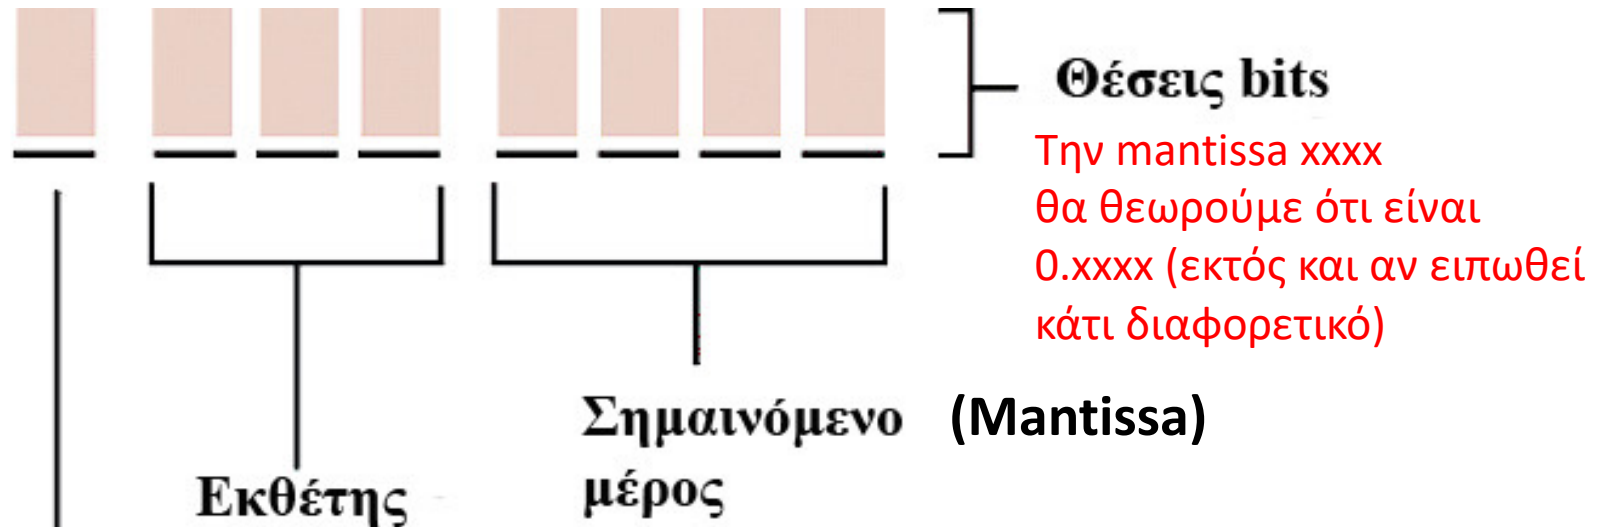 Θέσεις bits
Την mantissa xxxx
θα θεωρούμε ότι είναι
0.xxxx (εκτός και αν ειπωθεί
κάτι διαφορετικό)
Σημαινόμενο (Mantissa)
μέρος
Εκθέτης